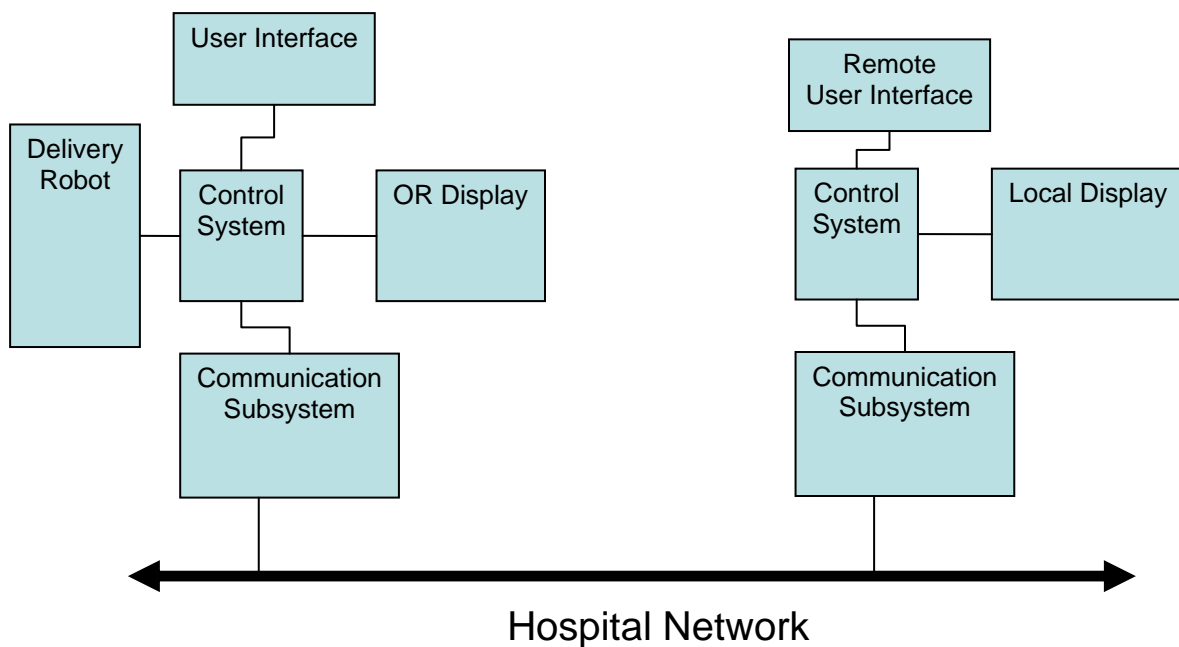 User Interface
Remote
User Interface
Delivery
Robot
Control
System
OR Display
Control
System
Local Display
Communication
Subsystem
Communication
Subsystem
Hospital Network